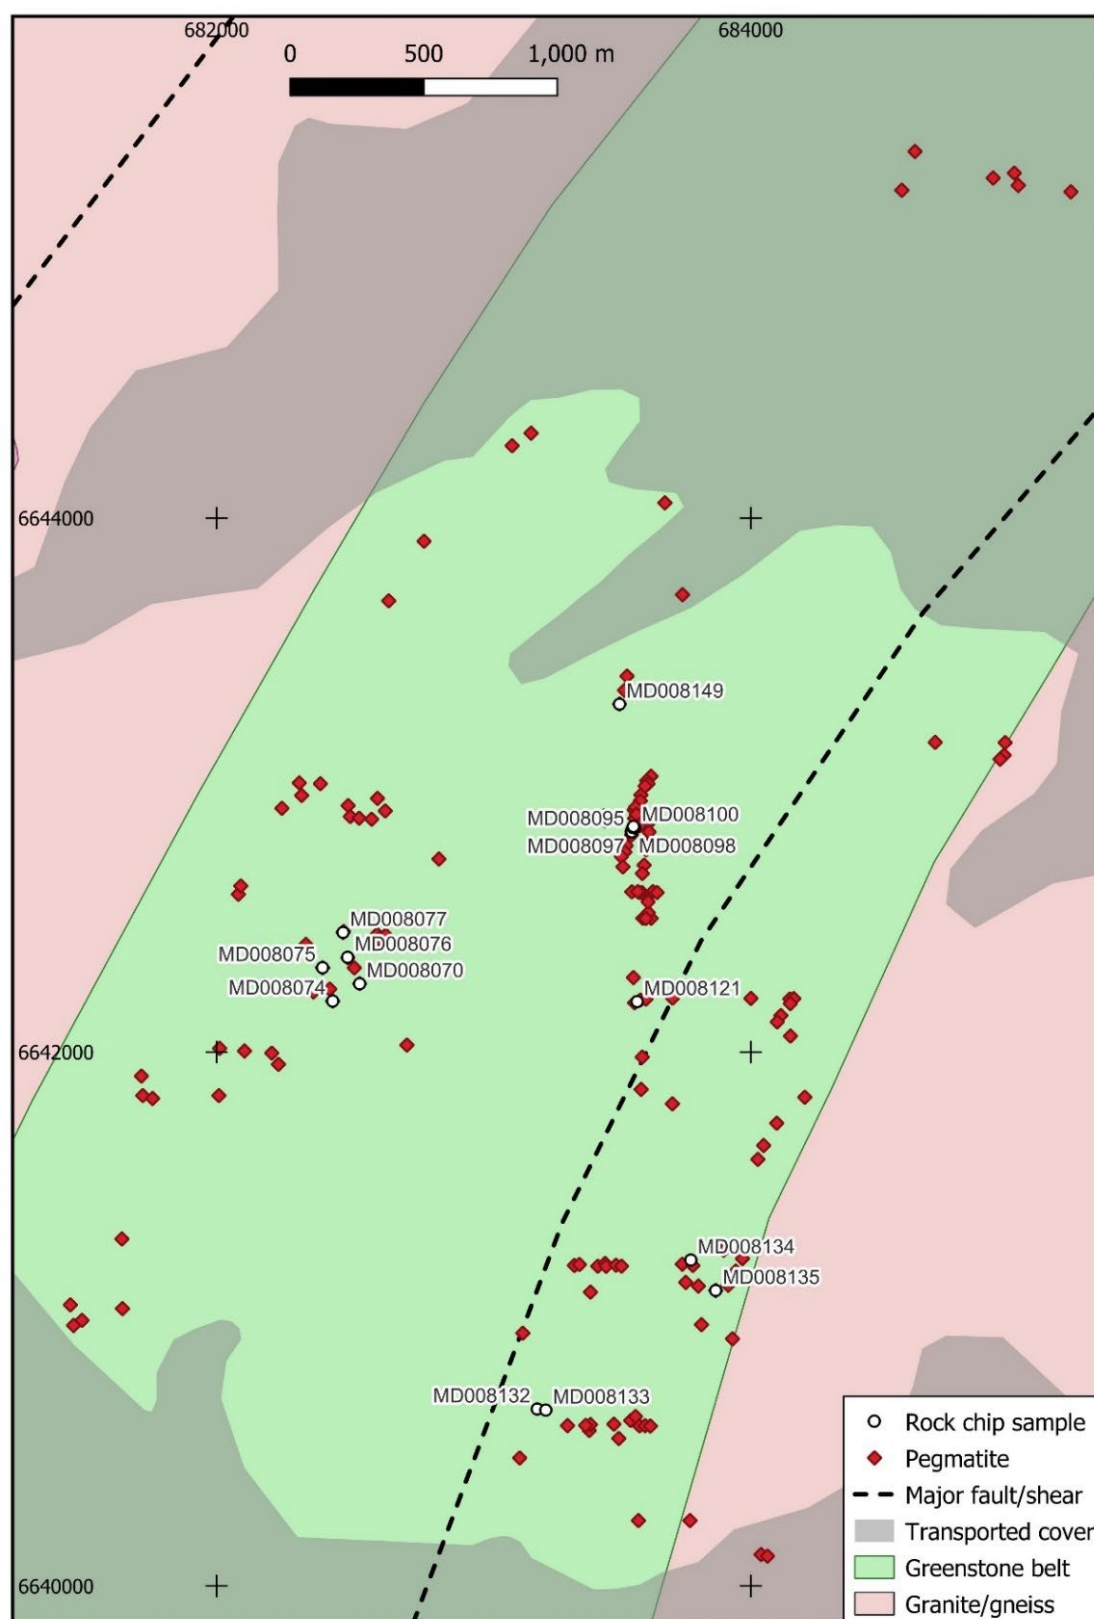 682000
684000
0 500 1,000 m
6644000
MD008149
MD008095 MD008100
MD008097 MD008098
MD008077
MD008076
MD008075
MD008070
MD008074
MD008121
6642000
MD008134
MD008135
MD008132 MD008133
6640000
Rock chip sample
Pegmatite
Major fault/shear
Transported cover
Greenstone belt
Granite/gneiss